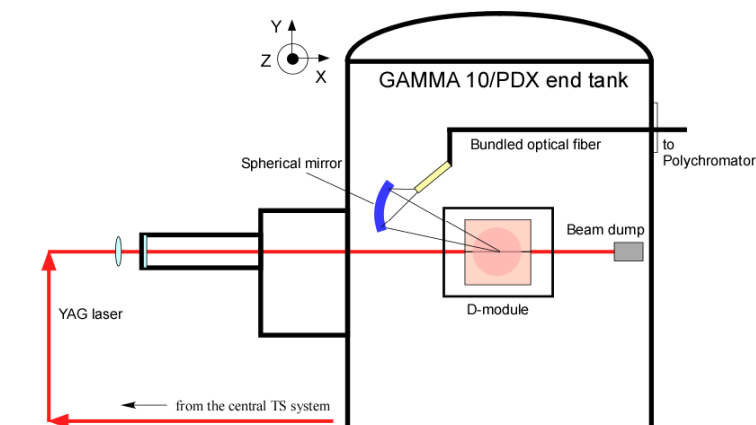 Y
Z
X
GAMMA 10/PDX end tank
Bundled optical fiber
to
Polychromator
Spherical mirror
Beam dump
YAG laser
D-module
from the central TS system